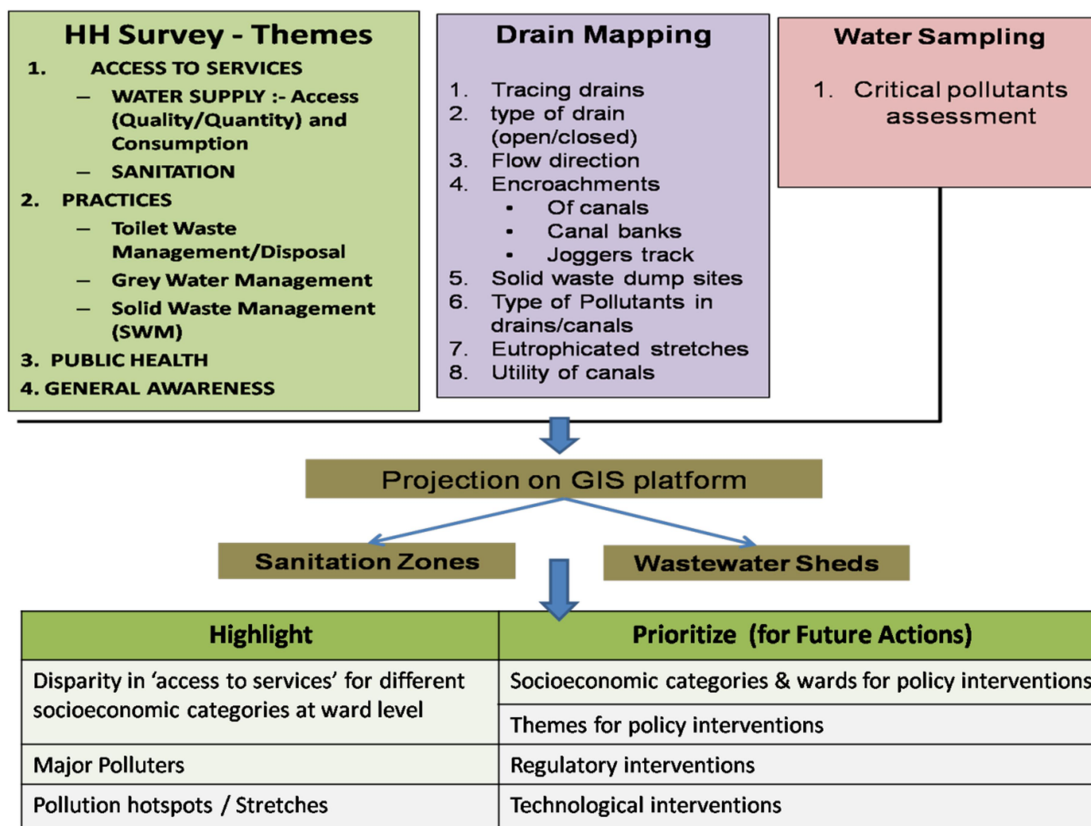 HH Survey - Themes
1. ACCESS TO SERVICES
– WATER SUPPLY :- Access
(Quality/Quantity) and
Consumption
– SANITATION
2. PRACTICES
– Toilet Waste
Management/Disposal
– Grey Water Management
– Solid Waste Management
(SWM)
3. PUBLIC HEALTH
4. GENERAL AWARENESS
Drain Mapping
1. Tracing drains
2. type of drain
(open/closed)
3. Flow direction
4. Encroachments
▪ Of canals
▪ Canal banks
▪ Joggers track
5. Solid waste dump sites
6. Type of Pollutants in
drains/canals
7. Eutrophicated stretches
8. Utility of canals
Water Sampling
1. Critical pollutants
assessment
Projection on GIS platform
Sanitation Zones
Wastewater Sheds
Highlight
Prioritize (for Future Actions)
Disparity in ‘access to services’ for different
socioeconomic categories at ward level
Socioeconomic categories & wards for policy interventions
Themes for policy interventions
Major Polluters
Regulatory interventions
Pollution hotspots / Stretches
Technological interventions